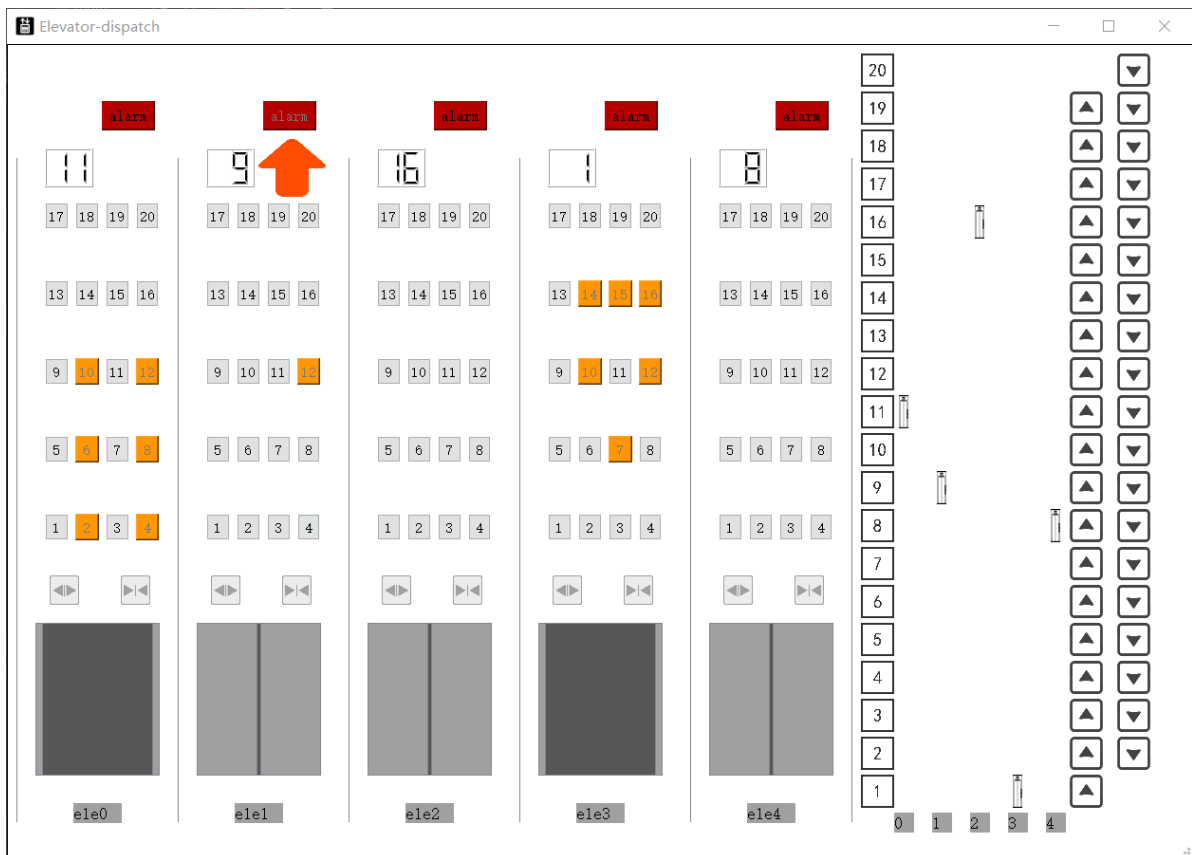 Elevator-dispatch
alarm alarm alarm alarm alarm
11 9 16 1 8
17 18 19 20 17 18 19 20 17 18 19 20 17 18 19 20 17 18 19 20
13 14 15 16 13 14 15 16 13 14 15 16 13 14 15 16 13 14 15 16
9 10 11 12 9 10 11 12 9 10 11 12 9 10 11 12 9 10 11 12
5 6 7 8 5 6 7 8 5 6 7 8 5 6 7 8 5 6 7 8
1 2 3 4 1 2 3 4 1 2 3 4 1 2 3 4 1 2 3 4
ele0 ele1 ele2 ele3 ele4
20
19
18
17
16
15
14
13
12
11
10
9
8
7
6
5
4
3
2
1
0 1 2 3 4